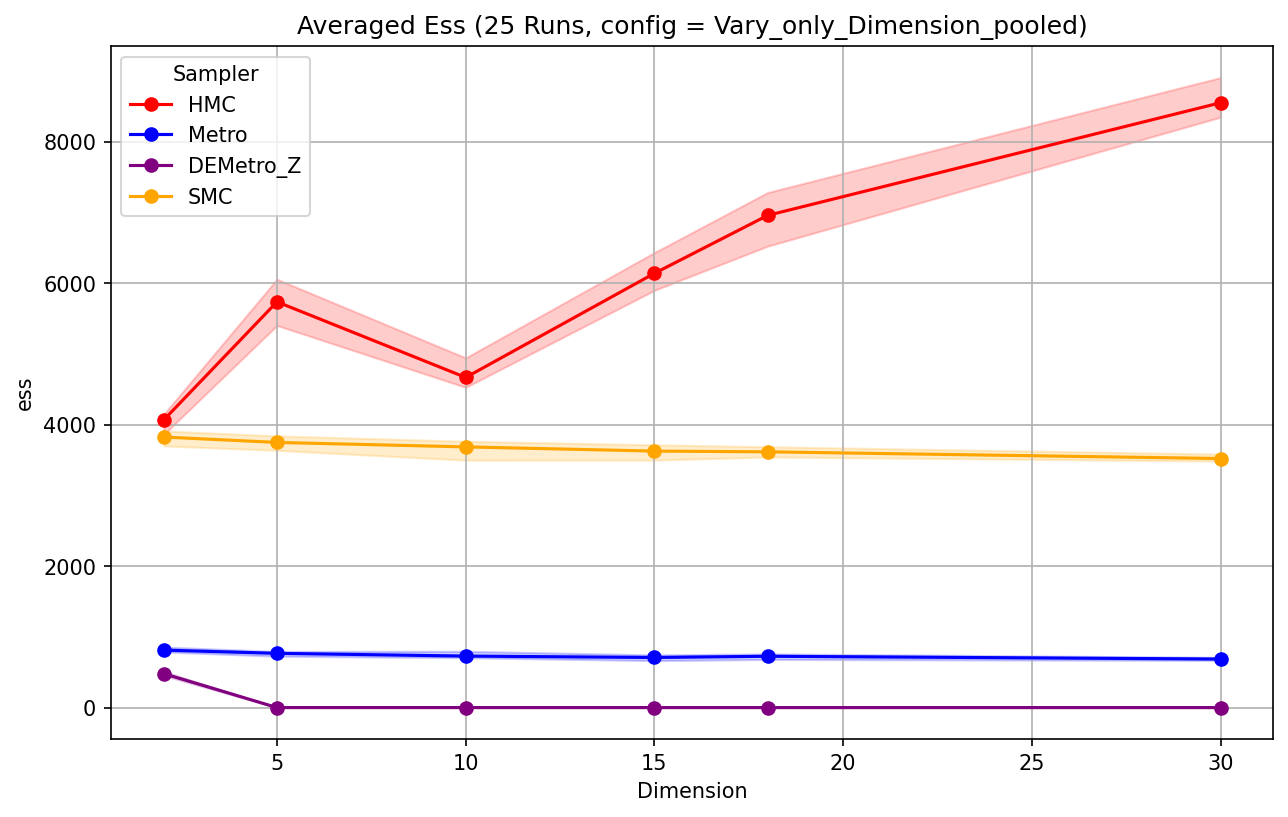 Averaged Ess (25 Runs, config = Vary_only_Dimension_pooled)
Sampler
HMC
Metro
DEMetro_Z
SMC
ess
8000
6000
4000
2000
0
5
10
15
20
25
30
Dimension